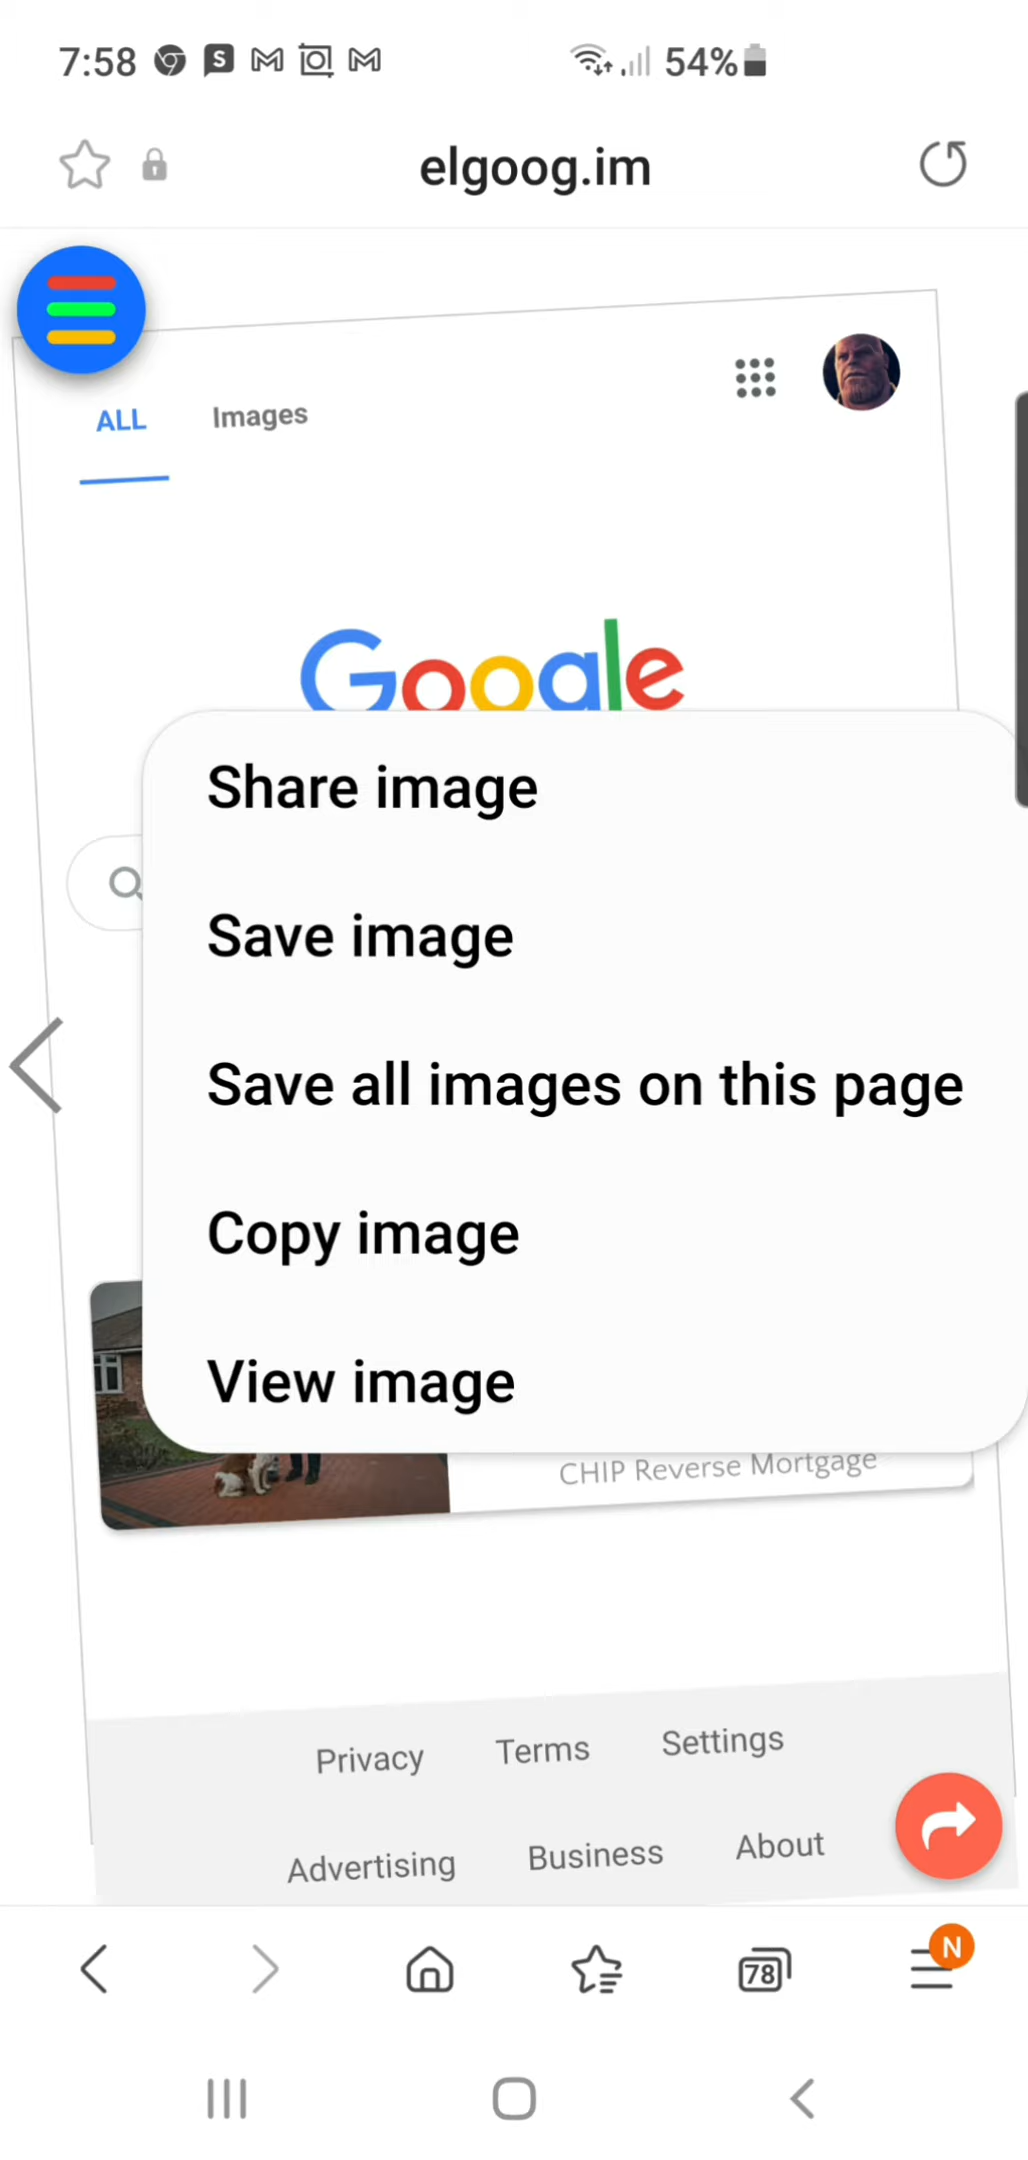 7:58 S 54%
elgoog.im
ALL Images
Google
Share image
Save image
Save all images on this page
Copy image
View image
CHIP Reverse Mortgage
Privacy Terms Settings
Advertising Business About
78 N